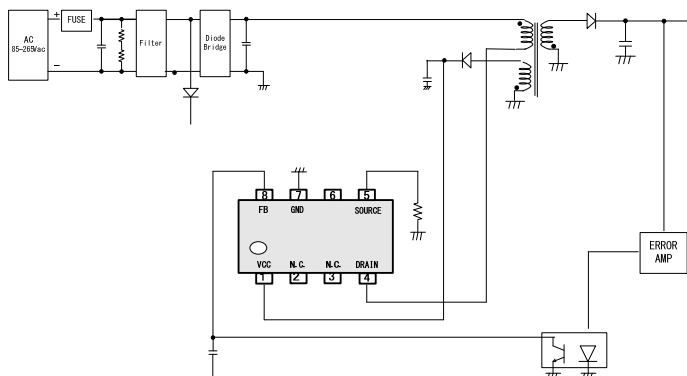 AC
85-265Vac
+
−
FUSE
Filter
Diode
Bridge
8
7
6
5
FB
GND
SOURCE
VCC
N.C.
N.C.
DRAIN
1
2
3
4
ERROR
AMP